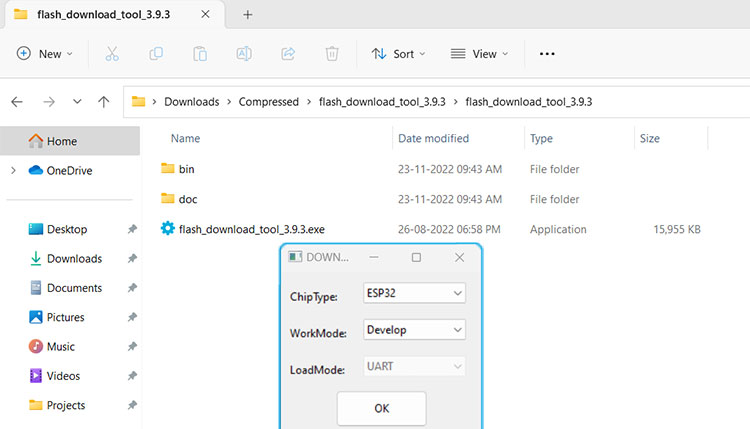 flash_download_tool_3.9.3
New
Sort
View
Downloads
Compressed
flash_download_tool_3.9.3
flash_download_tool_3.9.3
Home
OneDrive
Desktop
Downloads
Documents
Pictures
Music
Videos
Projects
Name Date modified Type Size
bin 23-11-2022 09:43 AM File folder
doc 23-11-2022 09:43 AM File folder
flash_download_tool_3.9.3.exe 26-08-2022 06:58 PM Application 15,955 KB
DOWN...
ChipType: ESP32
WorkMode: Develop
LoadMode: UART
OK